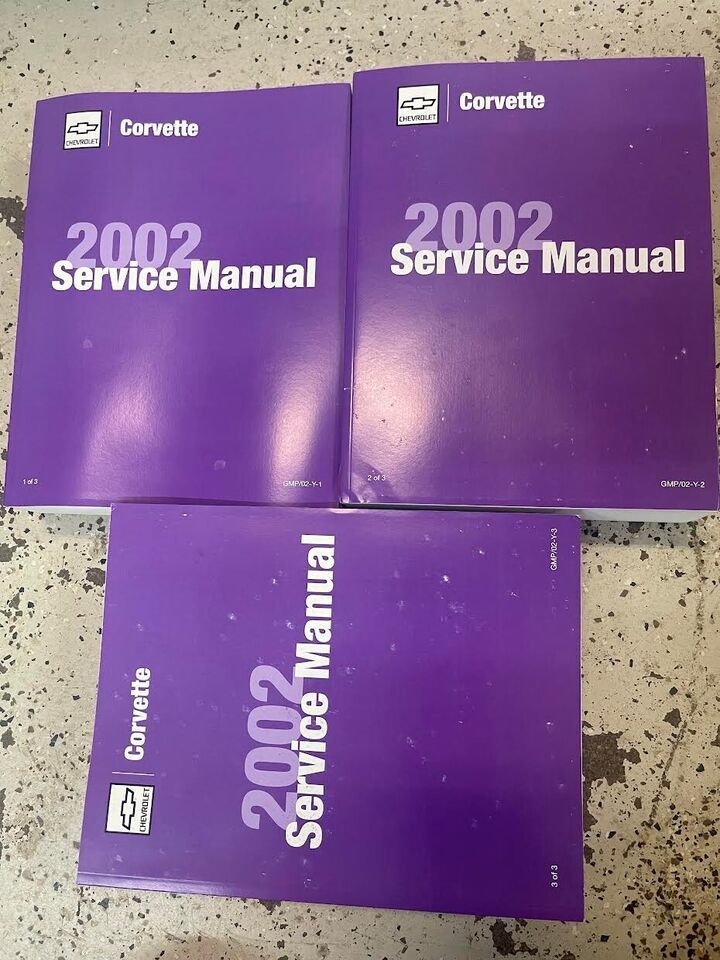 CHEVROLET
Corvette
2002
Service Manual
1 of 3
GMP/02-Y-1
CHEVROLET
Corvette
2002
Service Manual
2 of 3
GMP/02-Y-2
CHEVROLET
Corvette
2002
Service Manual
3 of 3
GMP/02-Y-3